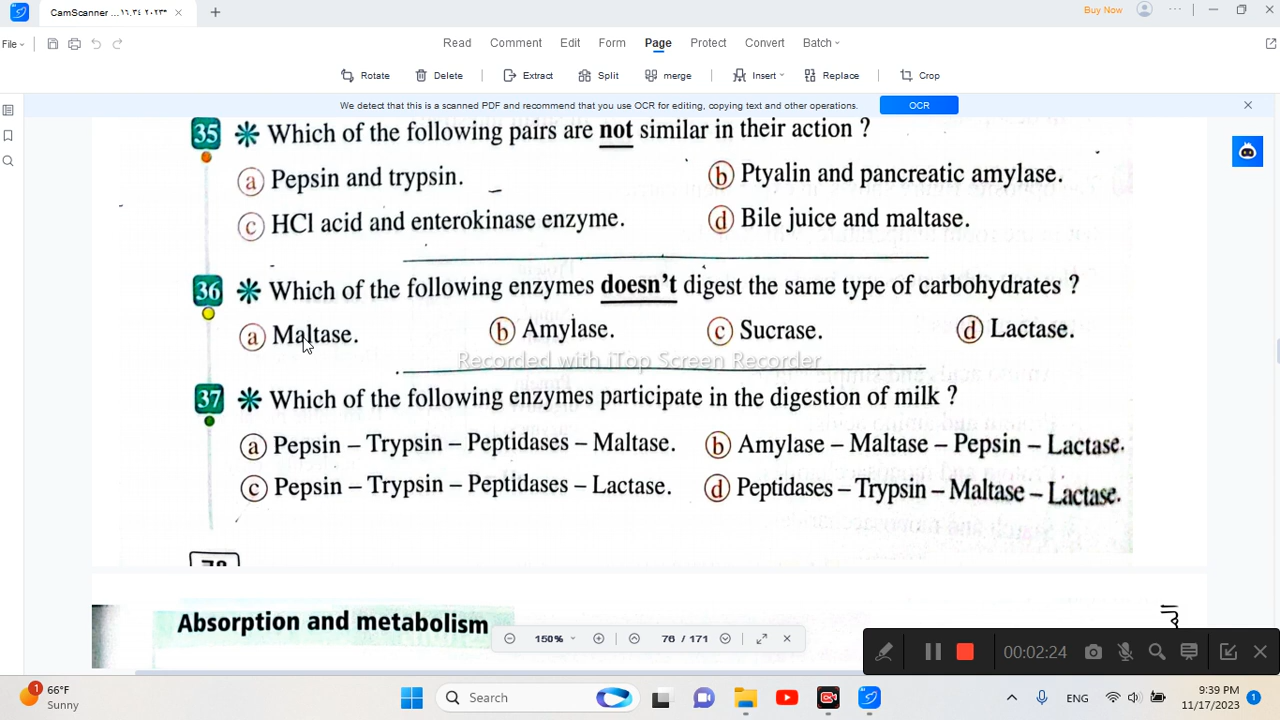 CamScanner ...
Buy Now
File
Read Comment Edit Form Page Protect Convert Batch
Rotate Delete Extract Split merge Insert Replace Crop
We detect that this is a scanned PDF and recommend that you use OCR for editing, copying text and other operations. OCR
35 Which of the following pairs are not similar in their action ?
a Pepsin and trypsin. b Ptyalin and pancreatic amylase.
c HCl acid and enterokinase enzyme. d Bile juice and maltase.
36 Which of the following enzymes doesn't digest the same type of carbohydrates ?
a Maltase. b Amylase. c Sucrase. d Lactase.
Recorded with iTop Screen Recorder
37 Which of the following enzymes participate in the digestion of milk ?
a Pepsin – Trypsin – Peptidases – Maltase. b Amylase – Maltase – Pepsin – Lactase.
c Pepsin – Trypsin – Peptidases – Lactase. d Peptidases – Trypsin – Maltase – Lactase.
Absorption and metabolism
150% 76 / 171
00:02:24
1 66°F
Sunny
Search
ENG
9:39 PM
11/17/2023
1